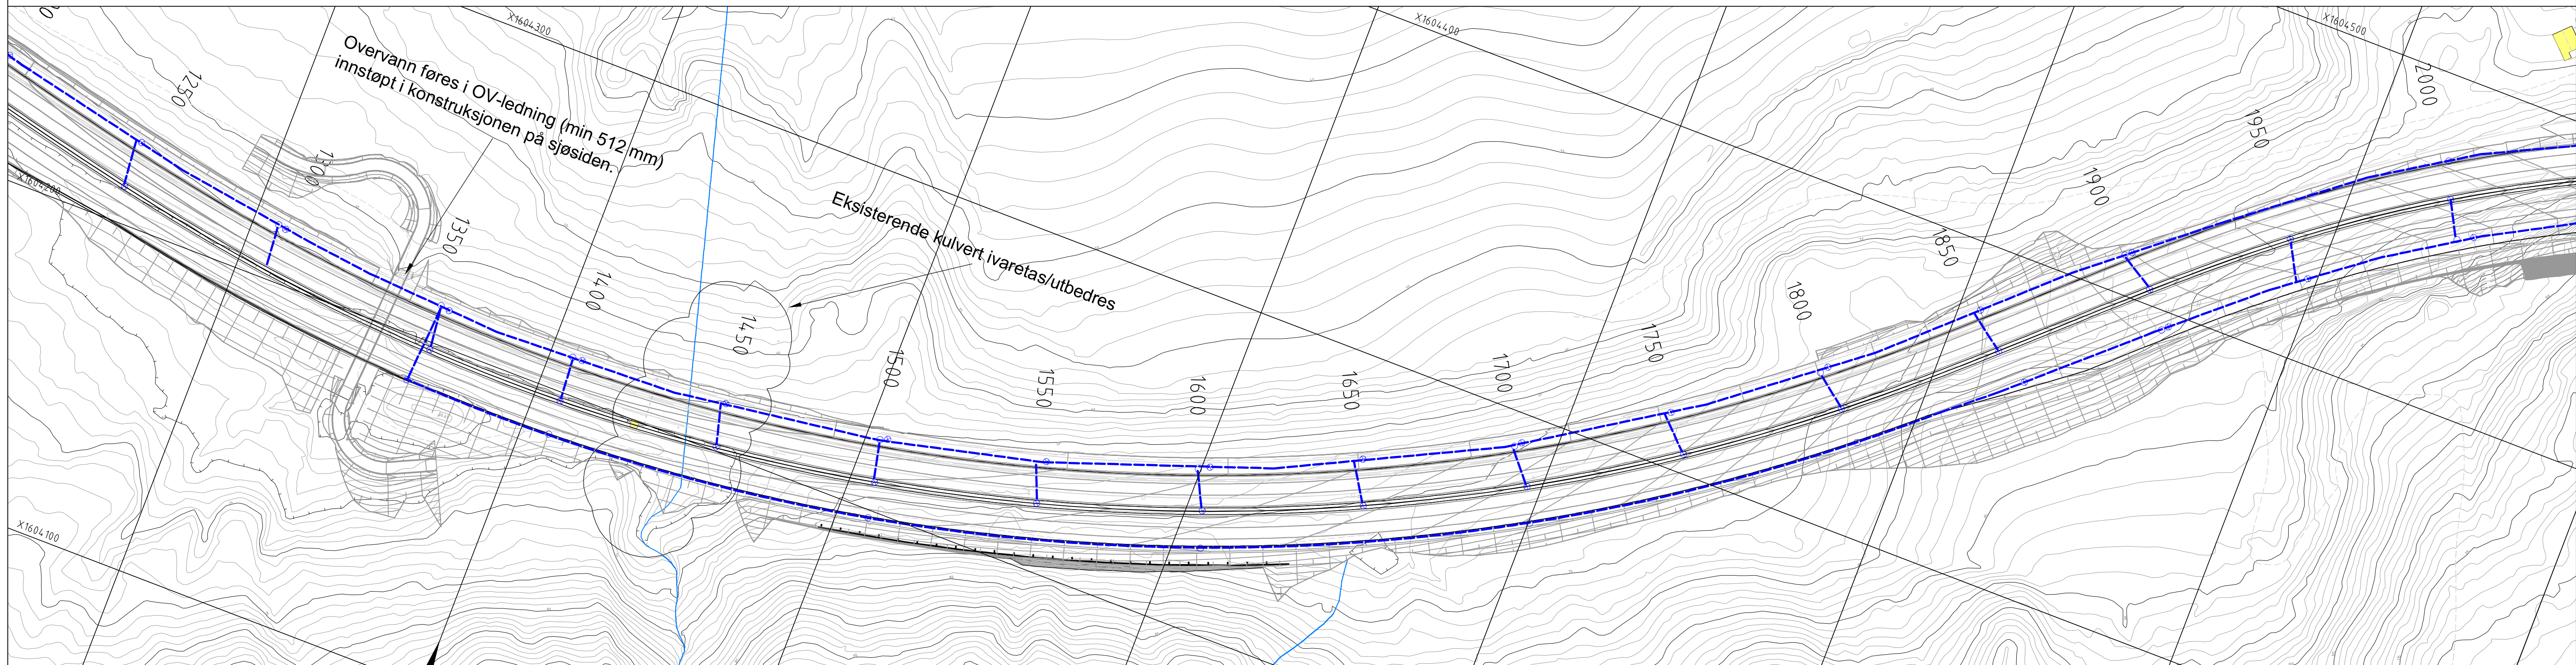 X1604300
X1604400
X1604500
Overvann føres i OV-ledning (min 512 mm)
innstøpt i konstruksjonen på sjøsiden.
Eksisterende kulvert ivaretas/utbedres
X1604200
X1604100
1250
1300
1350
1400
1450
1500
1550
1600
1650
1700
1750
1800
1850
1900
1950
2000